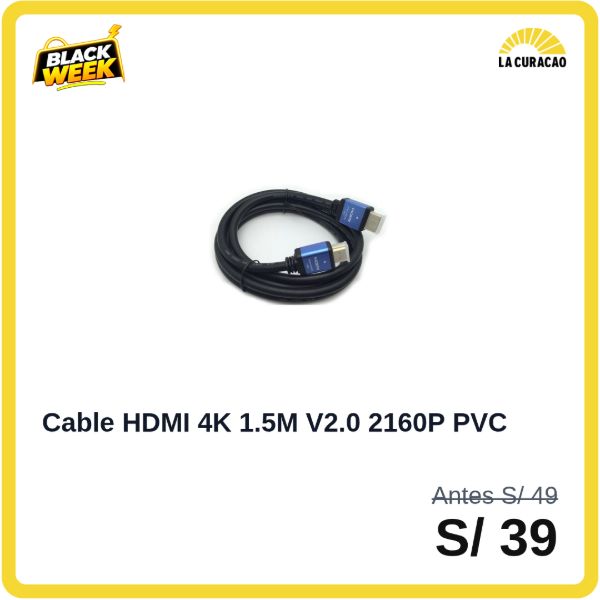 BLACK
WEEK
LA CURACAO
Cable HDMI 4K 1.5M V2.0 2160P PVC
Antes S/ 49
S/ 39